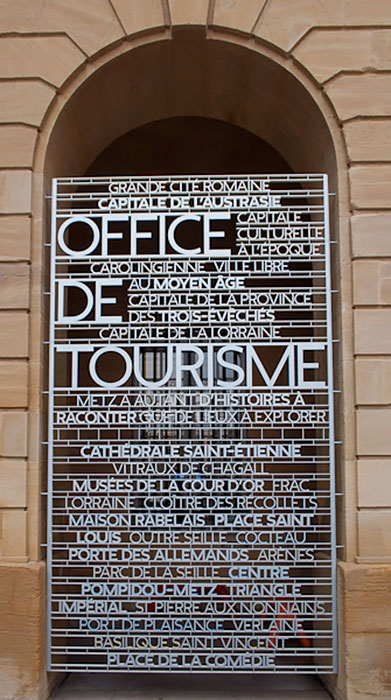 GRANDE CITÉ ROMAINE
CAPITALE DE L'AUSTRASIE
OFFICE
CAPITALE
CULTURELLE
À L'ÉPOQUE
CAROLINGIENNE VILLE LIBRE
DE
AU MOYEN ÂGE
CAPITALE DE LA PROVINCE
DES TROIS-EVÊCHÉS
CAPITALE DE LA LORRAINE
TOURISME
METZ A AUTANT D'HISTOIRES À
RACONTER QUE DE LIEUX À EXPLORER
CATHÉDRALE SAINT-ETIENNE
VITRAUX DE CHAGALL
MUSÉES DE LA COUR D'OR FRAC
LORRAINE CLOÎTRE DES RÉCOLLETS
MAISON RABELAIS PLACE SAINT
LOUIS OUTRE SEILLE COCTEAU
PORTE DES ALLEMANDS ARÈNES
PARC DE LA SEILLE CENTRE
POMPIDOU-METZ TRIANGLE
IMPÉRIAL ST PIERRE AUX NONNAINS
PORT DE PLAISANCE VERLAINE
BASILIQUE SAINT VINCENT
PLACE DE LA COMÉDIE